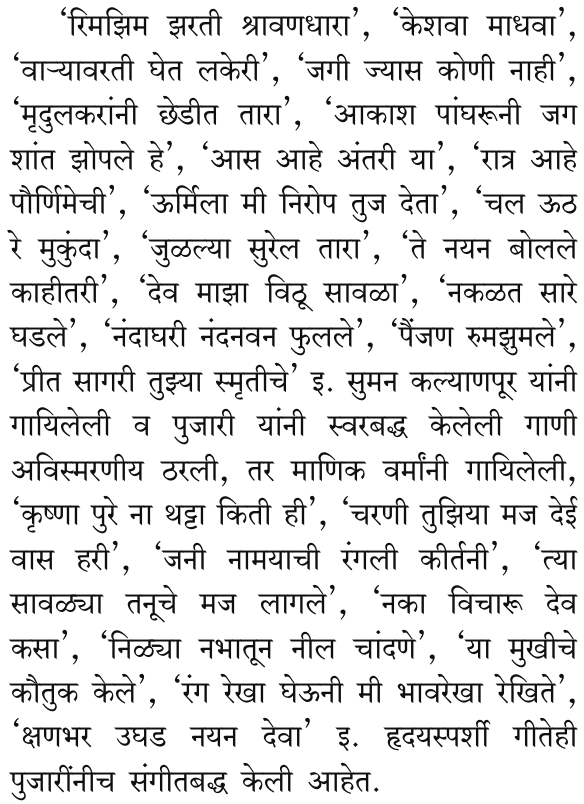 ‘रिमझिम झरती श्रावणधारा’, ‘केशवा माधवा’,
‘वाऱ्यावरती घेत लकेरी’, ‘जगी ज्यास कोणी नाही’,
‘मृदुलकरांनी छेडीत तारा’, ‘आकाश पांघरूनी जग
शांत झोपले हे’, ‘आस आहे अंतरी या’, ‘रात्र आहे
पौर्णिमेची’, ‘ऊर्मिला मी निरोप तुज देता’, ‘चल ऊठ
रे मुकुंदा’, ‘जुळल्या सुरेल तारा’, ‘ते नयन बोलले
काहीतरी’, ‘देव माझा विठू सावळा’, ‘नकळत सारे
घडले’, ‘नंदाघरी नंदनवन फुलले’, ‘पैंजण रुमझुमले’,
‘प्रीत सागरी तुझ्या स्मृतीचे’ इ. सुमन कल्याणपूर यांनी
गायिलेली व पुजारी यांनी स्वरबद्ध केलेली गाणी
अविस्मरणीय ठरली, तर माणिक वर्मांनी गायिलेली,
‘कृष्णा पुरे ना थट्टा किती ही’, ‘चरणी तुझिया मज देई
वास हरी’, ‘जनी नामयाची रंगली कीर्तनी’, ‘त्या
सावळ्या तनूचे मज लागले’, ‘नका विचारू देव
कसा’, ‘निळ्या नभातून नील चांदणे’, ‘या मुखीचे
कौतुक केले’, ‘रंग रेखा घेऊनी मी भावरेखा रेखिते’,
‘क्षणभर उघड नयन देवा’ इ. हृदयस्पर्शी गीतेही
पुजारींनीच संगीतबद्ध केली आहेत.